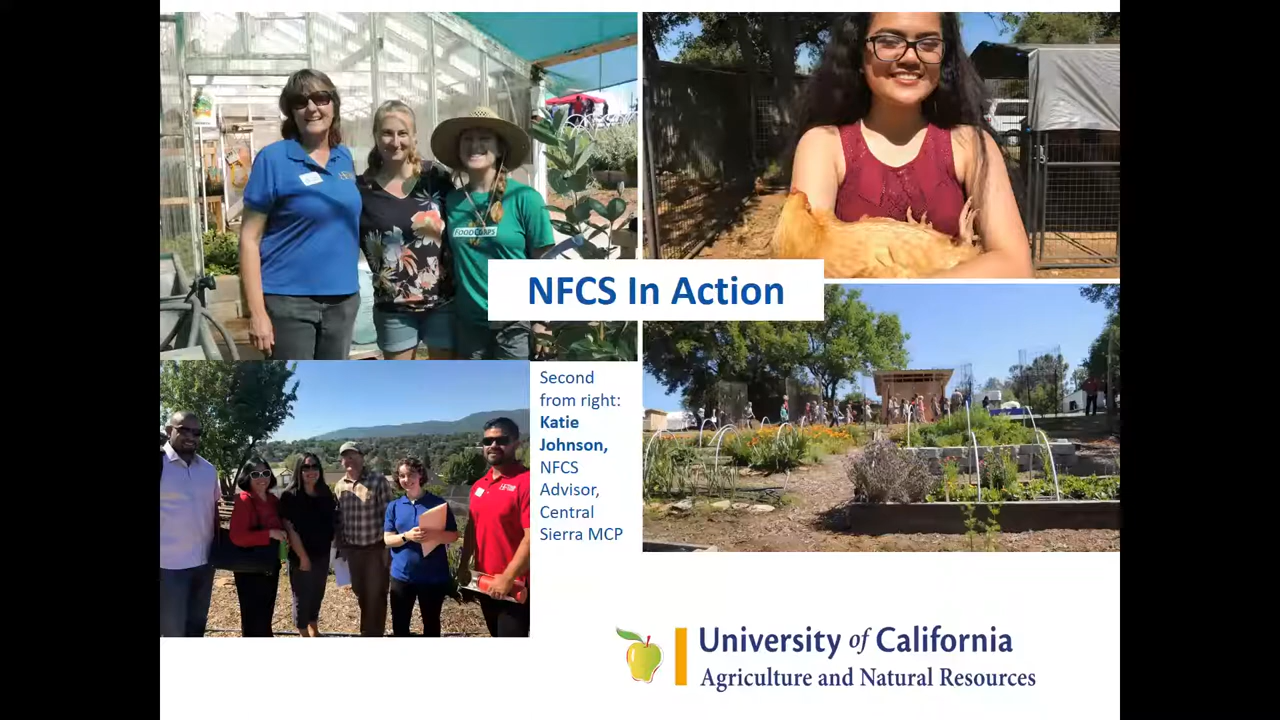 FOODCORPS
NFCS In Action
Second
from right:
Katie
Johnson,
NFCS
Advisor,
Central
Sierra MCP
University of California
Agriculture and Natural Resources